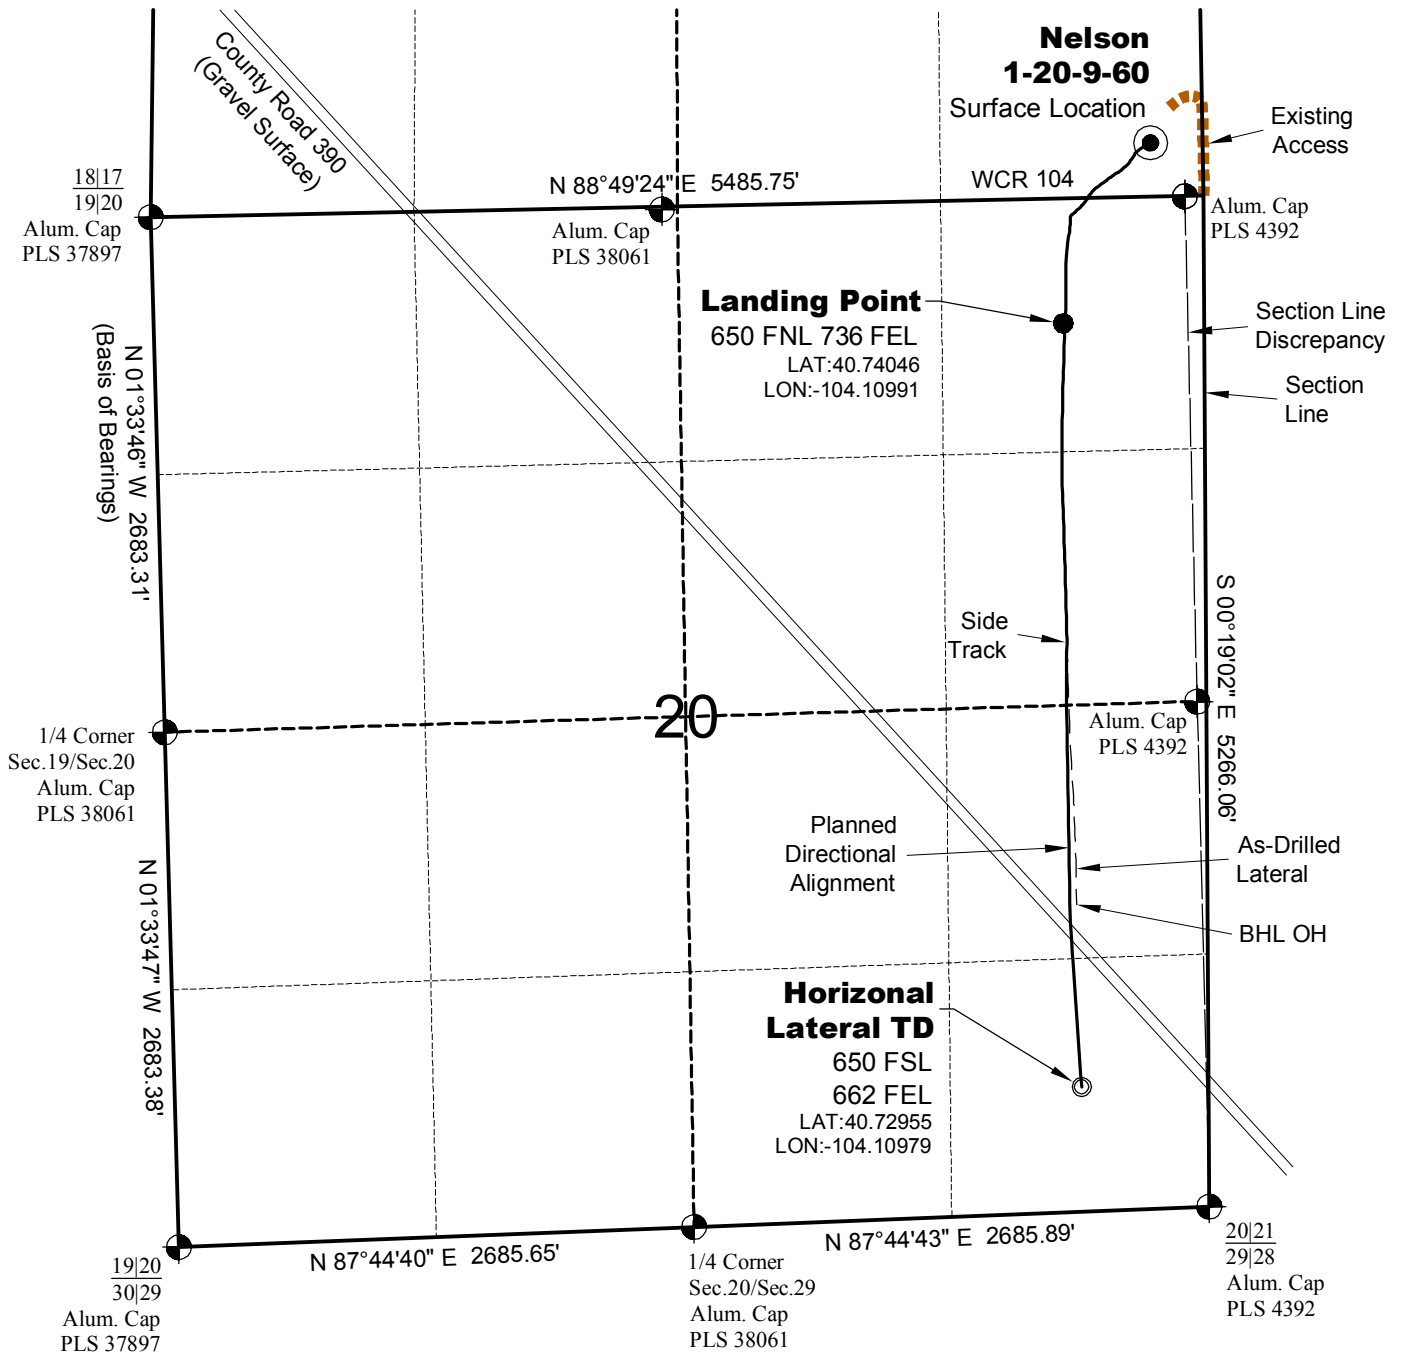 Nelson
1-20-9-60
Surface Location
Existing
Access
County Road 390
(Gravel Surface)
18|17
19|20
Alum. Cap
PLS 37897
N 88°49'24" E 5485.75'
WCR 104
Alum. Cap
PLS 38061
Alum. Cap
PLS 4392
Landing Point
650 FNL 736 FEL
LAT:40.74046
LON:-104.10991
Section Line
Discrepancy
Section
Line
N 01°33'46" W 2683.31'
(Basis of Bearings)
Side
Track
S 00°19'02" E 5266.06'
20
1/4 Corner
Sec.19/Sec.20
Alum. Cap
PLS 38061
Alum. Cap
PLS 4392
Planned
Directional
Alignment
As-Drilled
Lateral
BHL OH
N 01°33'47" W 2683.38'
Horizonal
Lateral TD
650 FSL
662 FEL
LAT:40.72955
LON:-104.10979
N 87°44'40" E 2685.65'
N 87°44'43" E 2685.89'
19|20
30|29
Alum. Cap
PLS 37897
1/4 Corner
Sec.20/Sec.29
Alum. Cap
PLS 38061
20|21
29|28
Alum. Cap
PLS 4392